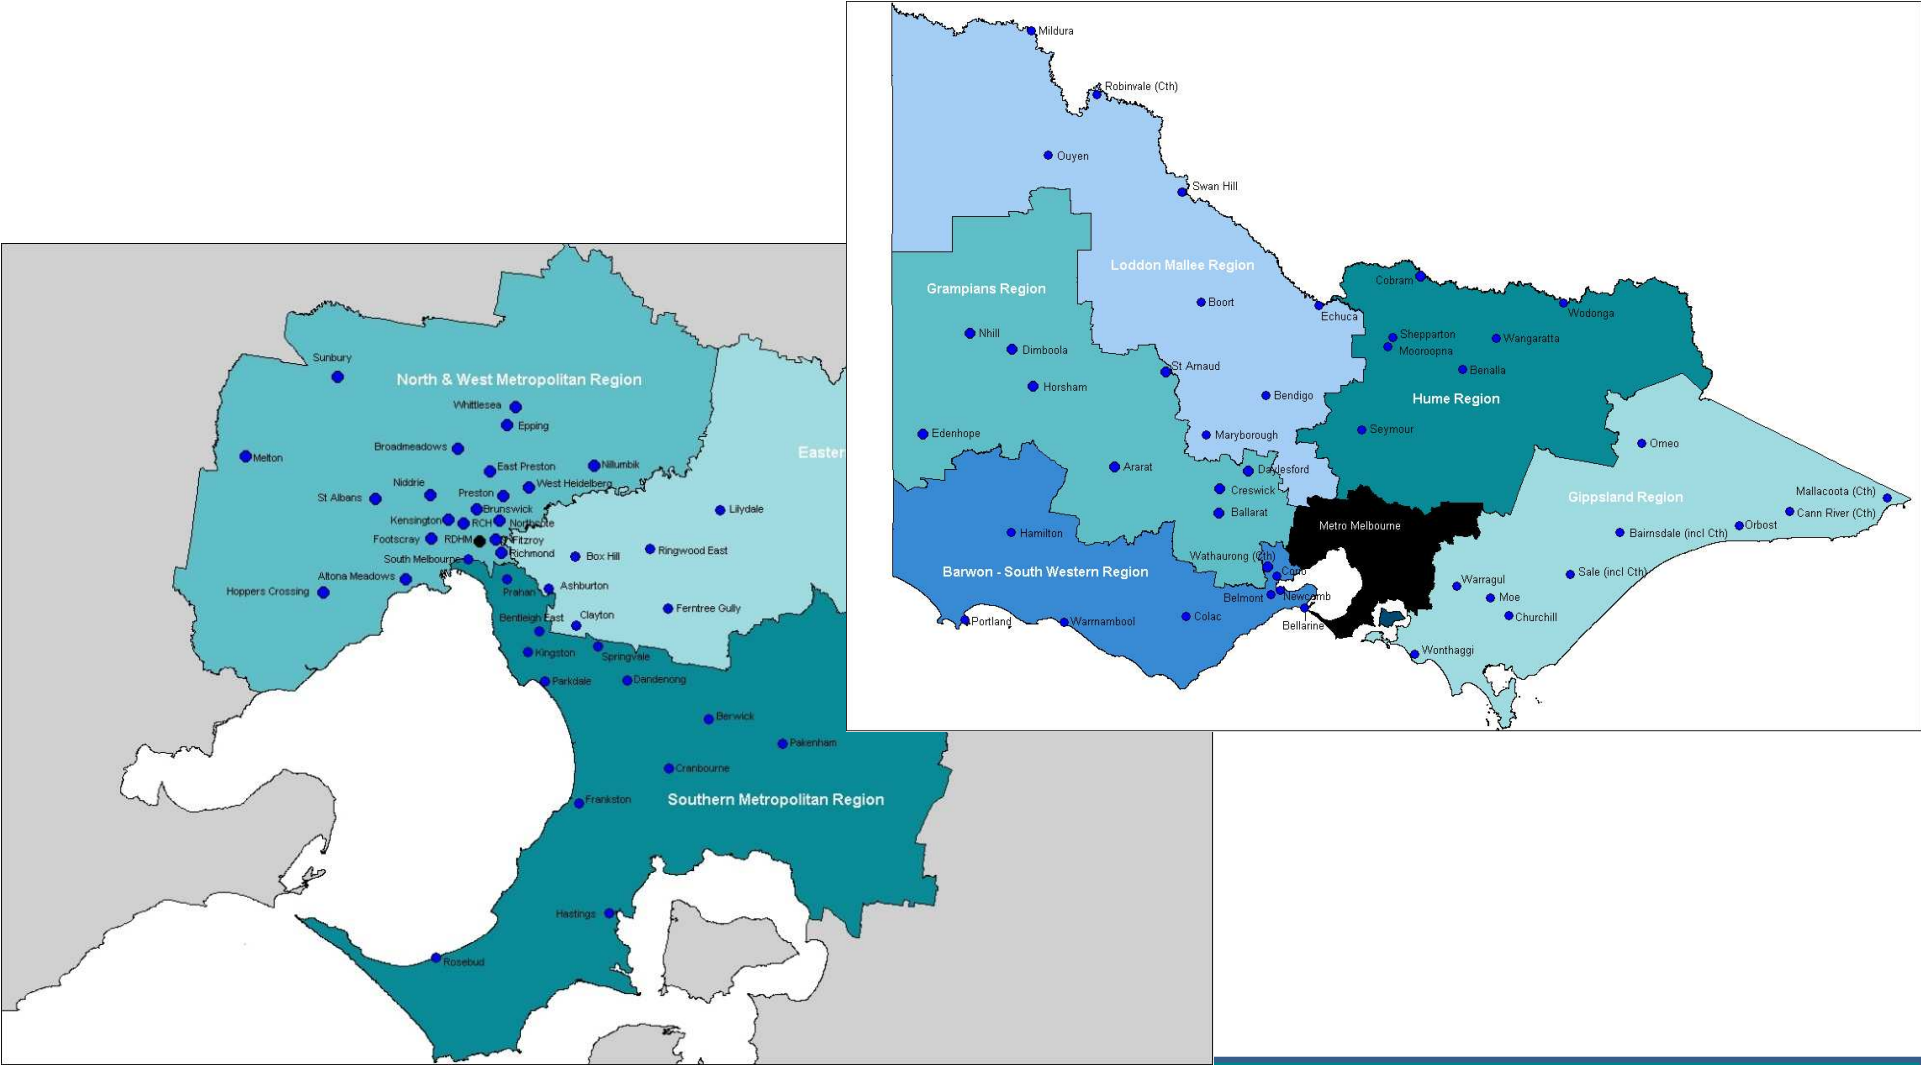 Mildura
Robinvale (Cth)
Ouyen
Swan Hill
Loddon Mallee Region
Grampians Region
Cobram
Boort
Echuca
Wodonga
Nhill
Shepparton
Wangaratta
Dimboola
Mooroopna
St Arnaud
Benalla
Horsham
Bendigo
Hume Region
Edenhope
Maryborough
Seymour
Omeo
Ararat
Daylesford
Creswick
Gippsland Region
Mallacoota (Cth)
Ballarat
Metro Melbourne
Cann River (Cth)
Orbost
Hamilton
Bairnsdale (incl Cth)
Wathaurong (Cth)
Barwon - South Western Region
Corio
Sale (incl Cth)
Warragul
Belmont
Newcomb
Moe
Portland
Warrnambool
Colac
Bellarine
Churchill
Wonthaggi
Sunbury
North & West Metropolitan Region
Whittlesea
Epping
Broadmeadows
Easter
Melton
East Preston
Nillumbik
Niddrie
West Heidelberg
St Albans
Preston
Brunswick
Lilydale
Kensington
RCH
Northcote
Footscray
RDHM
Fitzroy
Richmond
Ringwood East
South Melbourne
Box Hill
Altona Meadows
Ashburton
Hoppers Crossing
Prahan
Ferntree Gully
Bentleigh East
Clayton
Kingston
Springvale
Parkdale
Dandenong
Berwick
Pakenham
Cranbourne
Frankston
Southern Metropolitan Region
Hastings
Rosebud